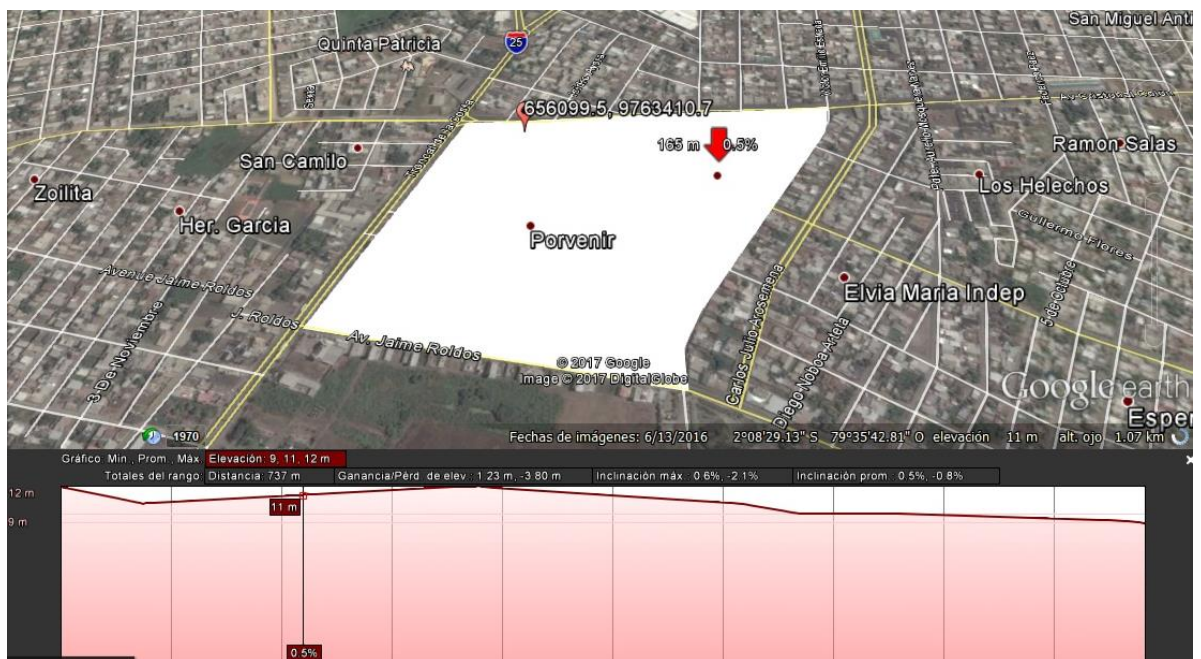 San Miguel Anti
Quinta Patricia
25
656099.5, 9763410.7
165 m 0.5%
San Camilo
Ramon Salas
Zoilita
Los Helechos
Her. Garcia
Porvenir
Gullermo Flores
Avenue Jaime Roldos
Elvia Maria Indep
J. Roldos
Av. Jaime Roldos
3 De Noviembre
5 de Octubre
Carlos Julio Arosemena
Diego Noboa
© 2017 Google
Image © 2017 DigitalGlobe
Google earth
Esper
1970
Fechas de imágenes: 6/13/2016 2°08'29.13" S 79°35'42.81" O elevación 11 m alt. ojo 1.07 km
Gráfico: Min., Prom., Máx. Elevación: 9, 11, 12 m
Totales del rango: Distancia: 737 m Ganancia/Pérd. de elev.: 1.23 m, -3.80 m Inclinación máx.: 0.6%, -2.1% Inclinación prom.: 0.5%, -0.8%
12 m
11 m
9 m
0.5%